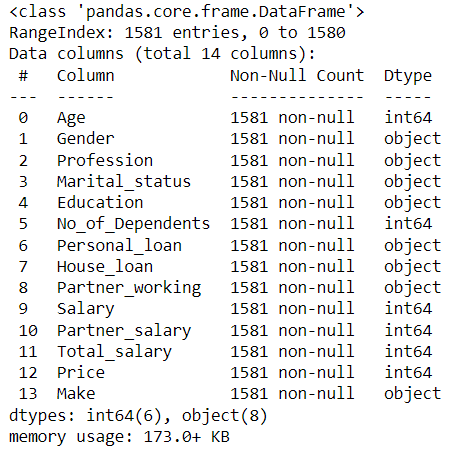 <class 'pandas.core.frame.DataFrame'>
RangeIndex: 1581 entries, 0 to 1580
Data columns (total 14 columns):
 #   Column            Non-Null Count  Dtype
---  ------            --------------  -----
 0   Age               1581 non-null   int64
 1   Gender            1581 non-null   object
 2   Profession        1581 non-null   object
 3   Marital_status    1581 non-null   object
 4   Education         1581 non-null   object
 5   No_of_Dependents  1581 non-null   int64
 6   Personal_loan     1581 non-null   object
 7   House_loan        1581 non-null   object
 8   Partner_working   1581 non-null   object
 9   Salary            1581 non-null   int64
 10  Partner_salary    1581 non-null   int64
 11  Total_salary      1581 non-null   int64
 12  Price             1581 non-null   int64
 13  Make              1581 non-null   object
dtypes: int64(6), object(8)
memory usage: 173.0+ KB